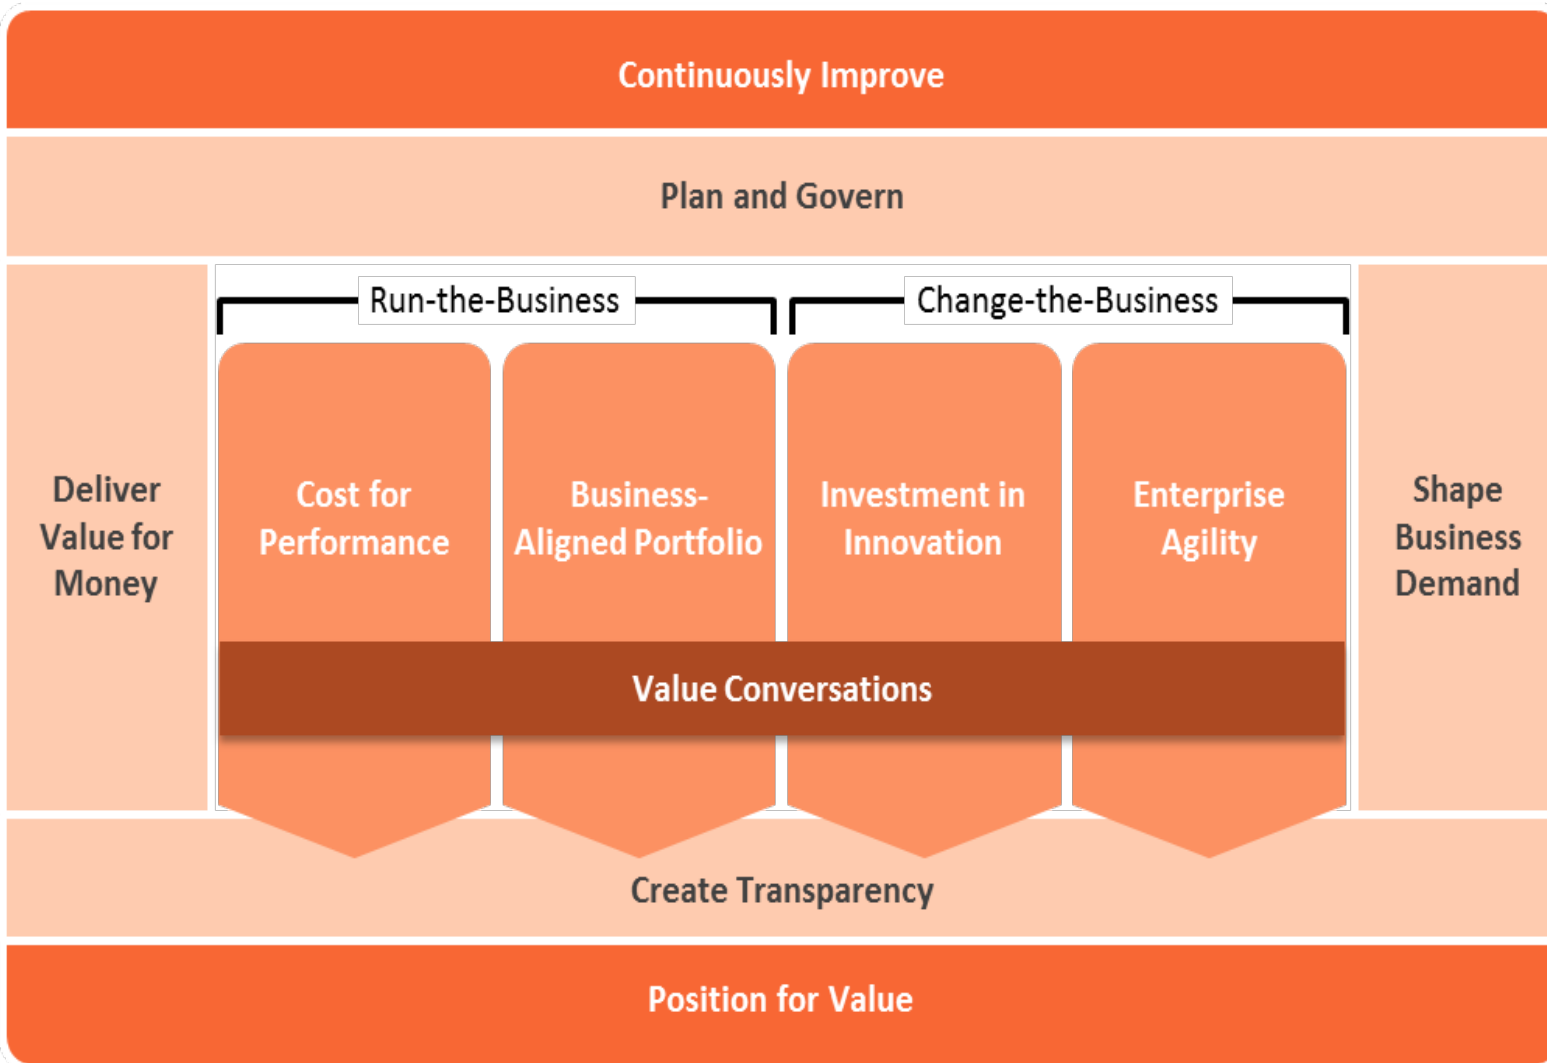 Continuously Improve
Plan and Govern
Run-the-Business
Change-the-Business
Deliver
Value for
Money
Cost for
Performance
Business-
Aligned Portfolio
Investment in
Innovation
Enterprise
Agility
Shape
Business
Demand
Value Conversations
Create Transparency
Position for Value